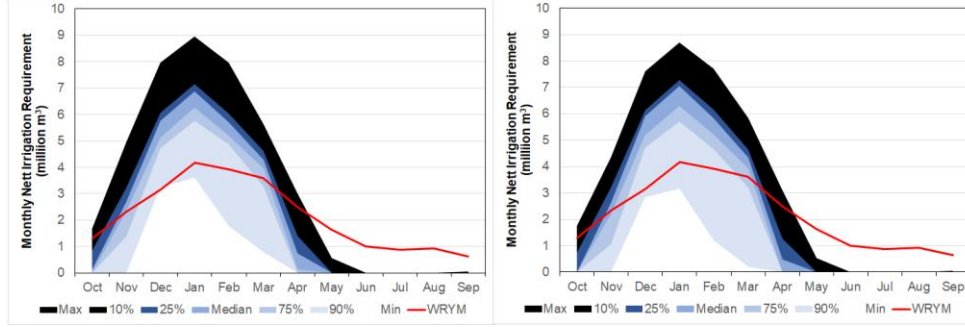 Monthly Nett Irrigation Requirement
(milliion m³)
10
9
8
7
6
5
4
3
2
1
0
Oct Nov Dec Jan Feb Mar Apr May Jun Jul Aug Sep
Max 10% 25% Median 75% 90% Min WRYM
Monthly Nett Irrigation Requirement
(milliion m³)
10
9
8
7
6
5
4
3
2
1
0
Oct Nov Dec Jan Feb Mar Apr May Jun Jul Aug Sep
Max 10% 25% Median 75% 90% Min WRYM